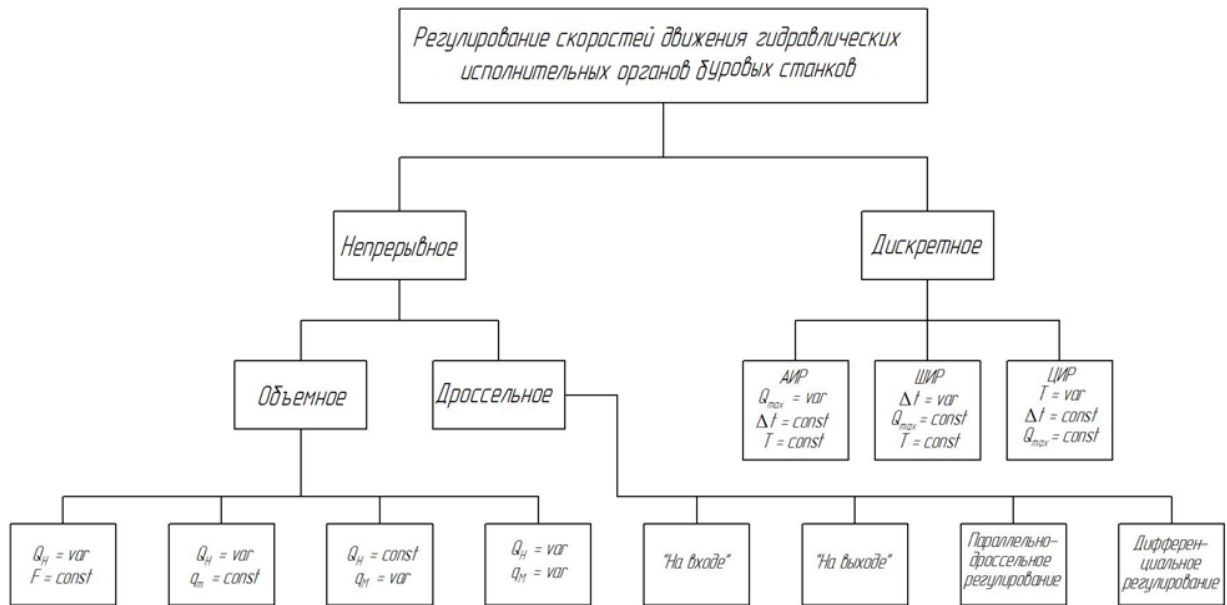 Регулирование скоростей движения гидравлических
исполнительных органов буровых станков
Непрерывное
Дискретное
Объемное
Дроссельное
АИР
Qmax = var
Δt = const
T = const
ШИР
Δt = var
Qmax = const
T = const
ЦИР
T = var
Δt = const
Qmax = const
QН = var
F = const
QН = var
qm = const
QН = const
qМ = var
QН = var
qМ = var
"На входе"
"На выходе"
Параллельно-
дроссельное
регулирование
Дифферен-
циальное
регулирование